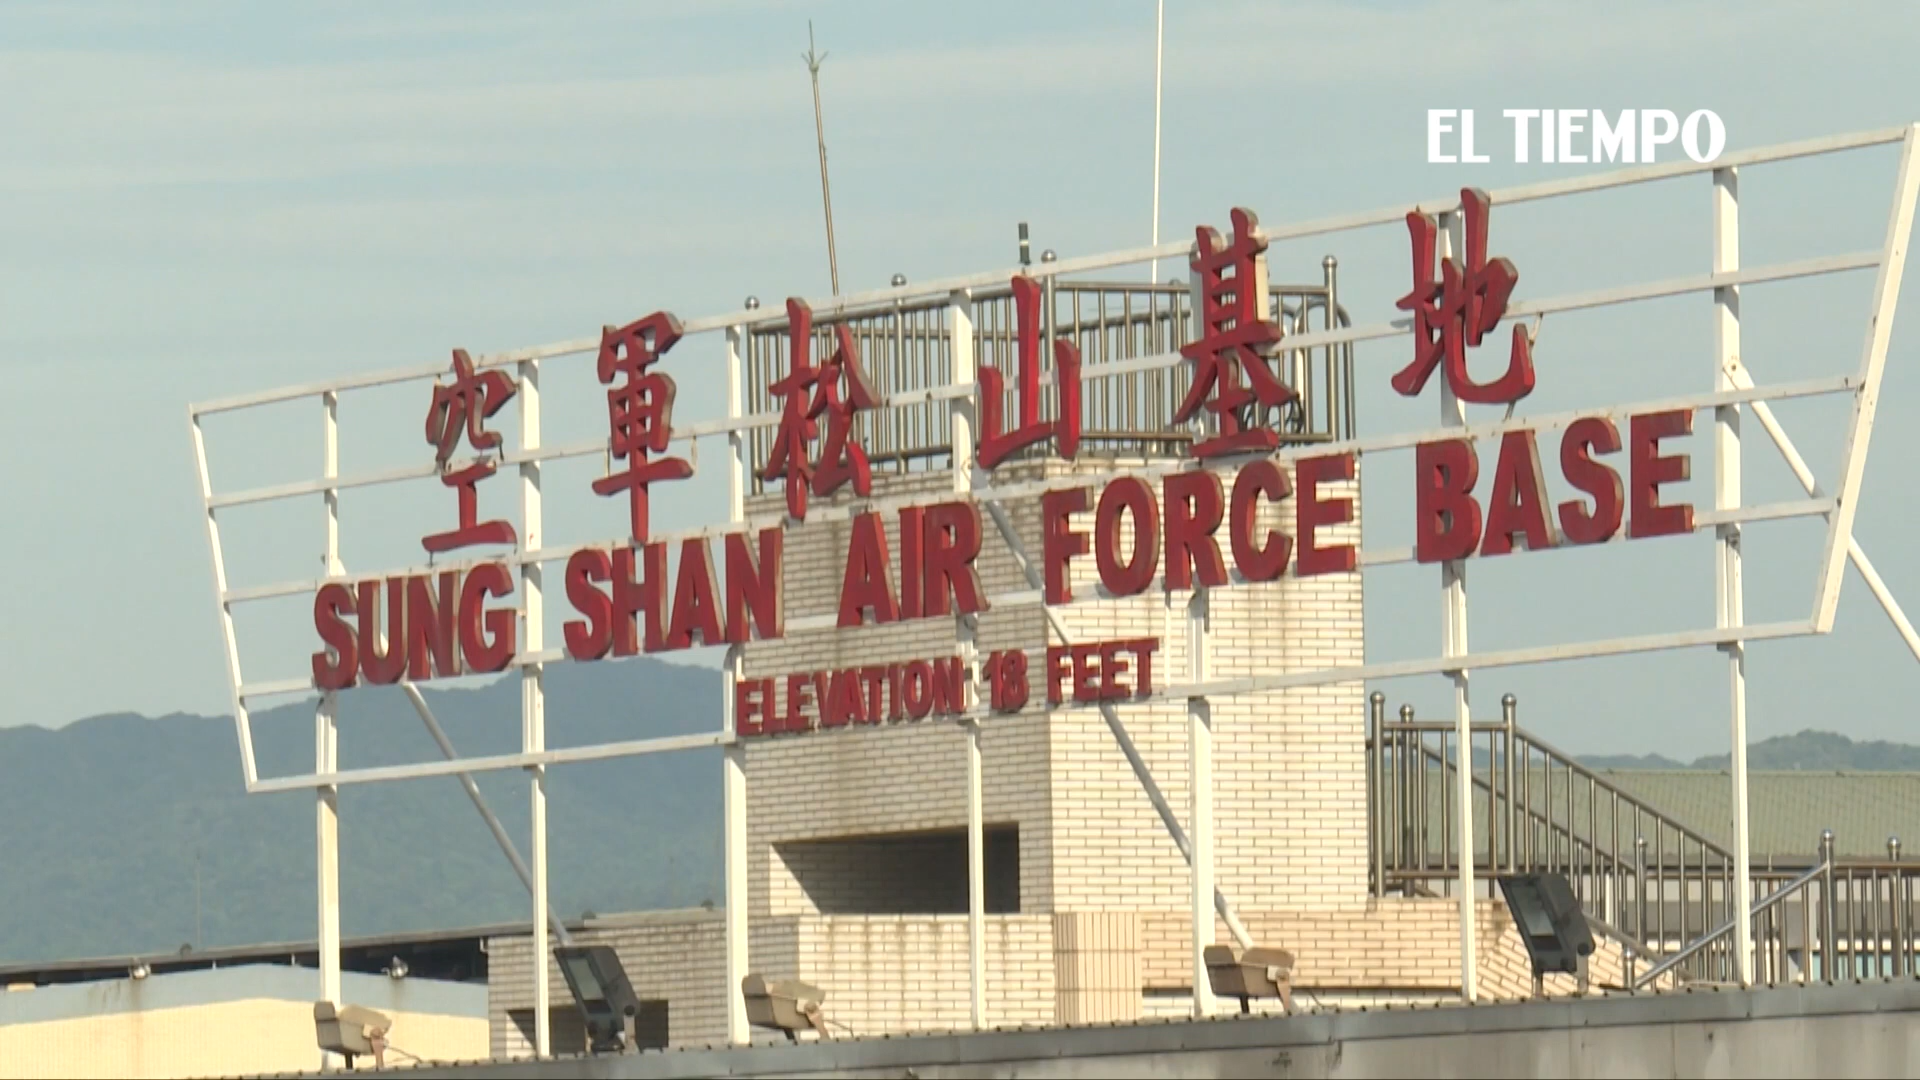 EL TIEMPO
空軍松山基地
SUNG SHAN AIR FORCE BASE
ELEVATION 18 FEET